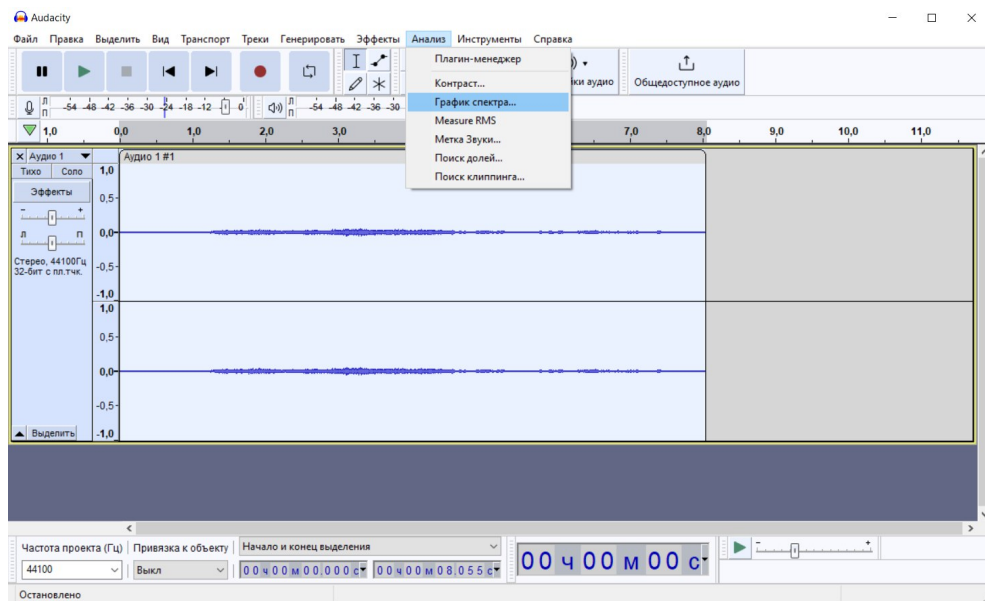 Audacity
Файл Правка Выделить Вид Транспорт Треки Генерировать Эффекты Анализ Инструменты Справка
Плагин-менеджер
Контраст...
График спектра...
Measure RMS
Метка Звуки...
Поиск долей...
Поиск клиппинга...
ки аудио
Общедоступное аудио
Л П -54 -48 -42 -36 -30 -24 -18 -12 0
Л П -54 -48 -42 -36 -30
1,0 0,0 1,0 2,0 3,0 7,0 8,0 9,0 10,0 11,0
Аудио 1
Аудио 1 #1
Тихо Соло
Эффекты
- +
Л П
Стерео, 44100Гц
32-бит с пл.тчк.
Выделить
1,0
0,5
0,0
-0,5
-1,0
1,0
0,5
0,0
-0,5
-1,0
Частота проекта (Гц) Привязка к объекту Начало и конец выделения
44100 Выкл 00 ч 00 м 00,000 с 00 ч 00 м 08,055 с
00 ч 00 м 00 с
- +
Остановлено